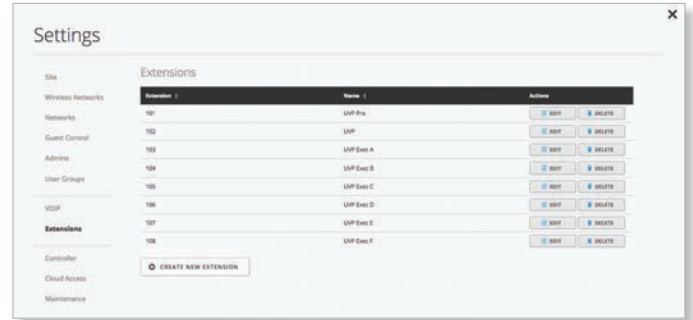 Settings
Site
Wireless Networks
Networks
Guest Control
Admins
User Groups
VOIP
Extensions
Controller
Cloud Access
Maintenance
Extensions
Extension Name Actions
101 UVP Pro EDIT DELETE
102 UVP EDIT DELETE
103 UVP Exec A EDIT DELETE
104 UVP Exec B EDIT DELETE
105 UVP Exec C EDIT DELETE
106 UVP Exec D EDIT DELETE
107 UVP Exec E EDIT DELETE
108 UVP Exec F EDIT DELETE
CREATE NEW EXTENSION